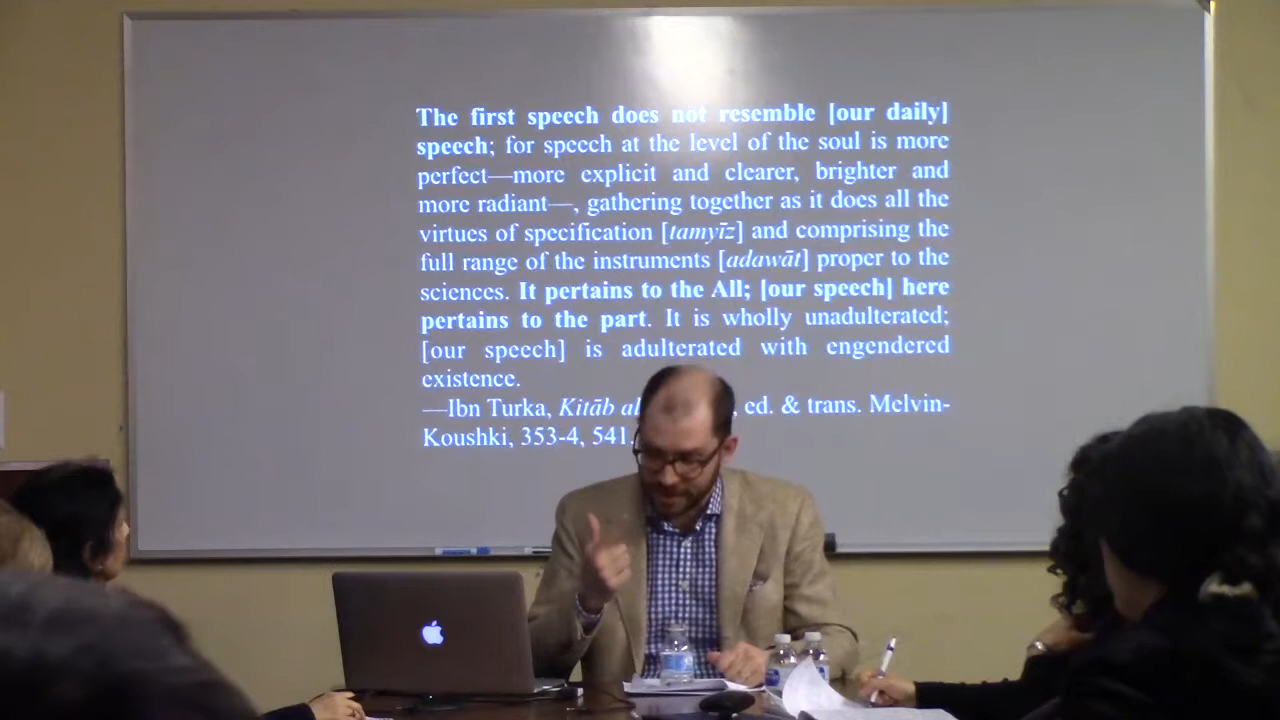 The first speech does not resemble [our daily]
speech; for speech at the level of the soul is more
perfect—more explicit and clearer, brighter and
more radiant—, gathering together as it does all the
virtues of specification [tamyīz] and comprising the
full range of the instruments [adawāt] proper to the
sciences. It pertains to the All; [our speech] here
pertains to the part. It is wholly unadulterated;
[our speech] is adulterated with engendered
existence.
—Ibn Turka, Kitāb al , ed. & trans. Melvin-
Koushki, 353-4, 541.